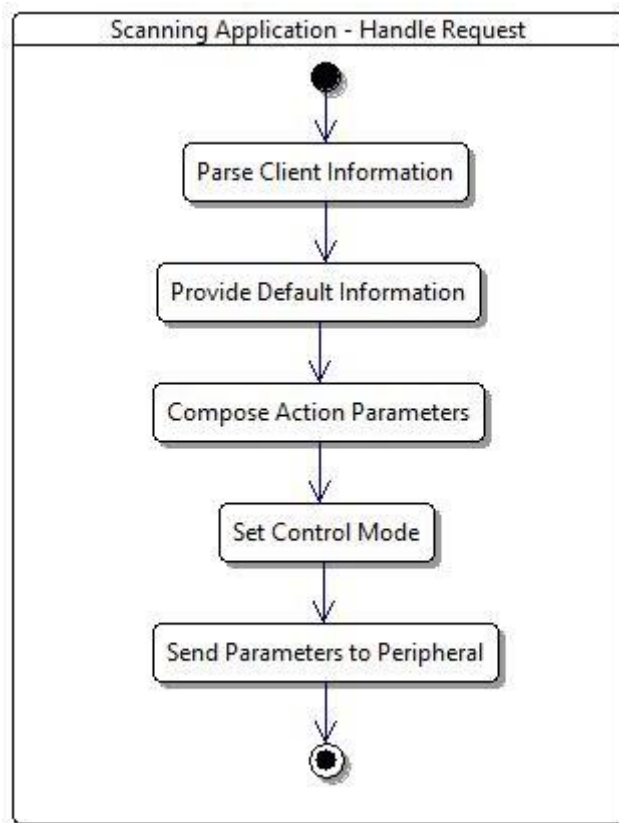 Scanning Application - Handle Request
Parse Client Information
Provide Default Information
Compose Action Parameters
Set Control Mode
Send Parameters to Peripheral